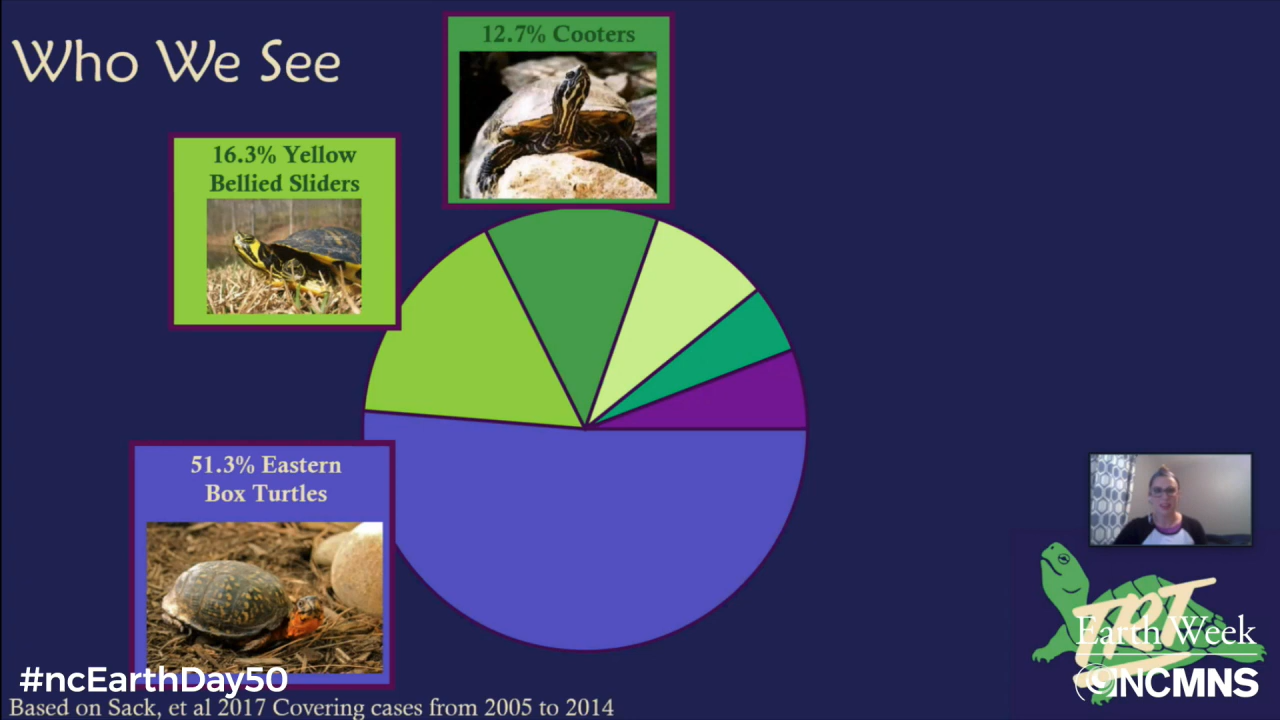 Who We See
12.7% Cooters
16.3% Yellow
Bellied Sliders
51.3% Eastern
Box Turtles
TRT
Earth Week
NCMNS
#ncEarthDay50
Based on Sack, et al 2017 Covering cases from 2005 to 2014